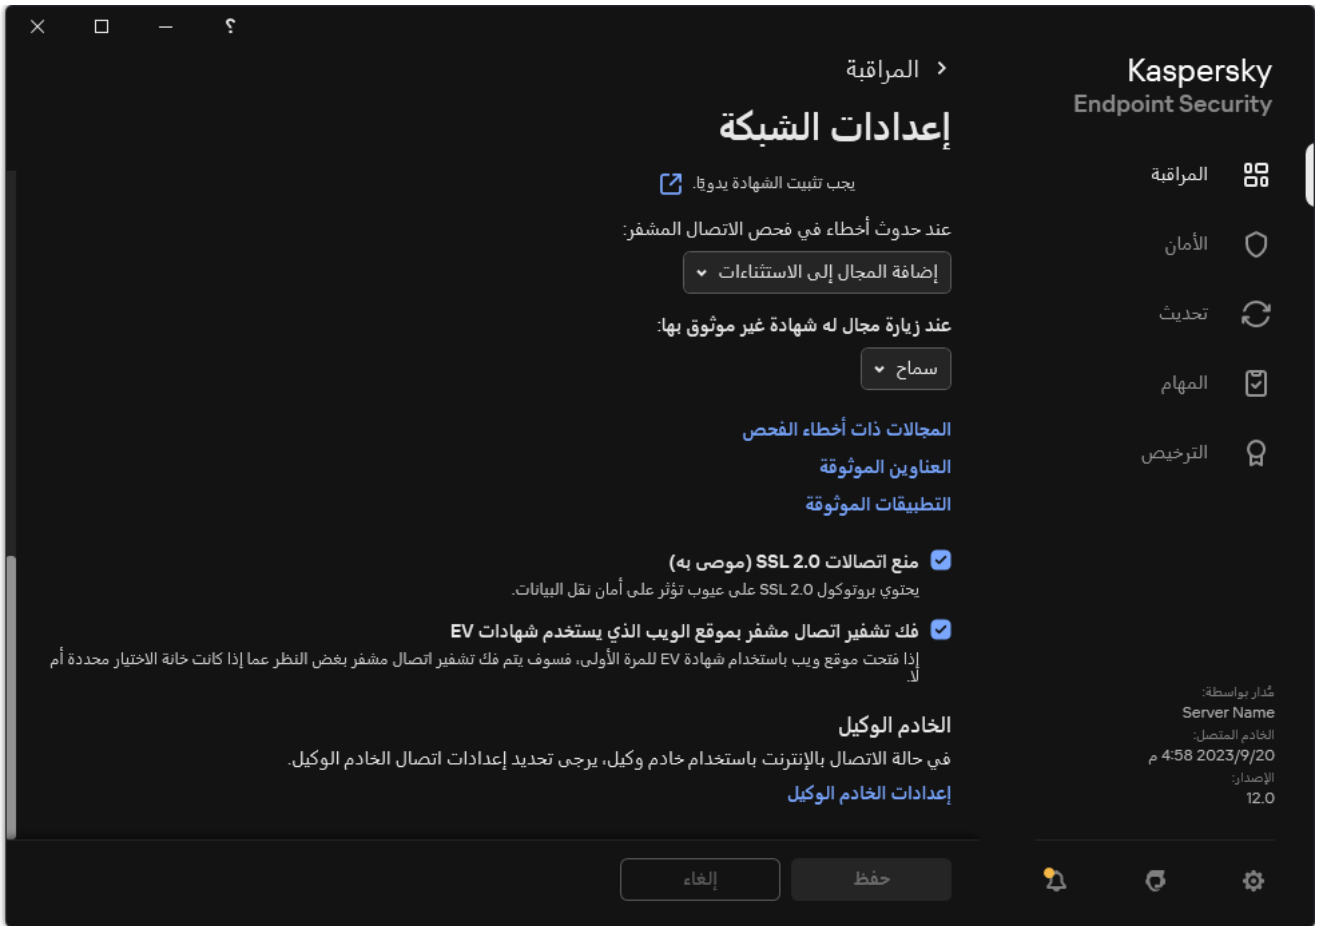 ؟
Kaspersky
Endpoint Security
المراقبة
الأمان
تحديث
المهام
الترخيص
مُدار بواسطة:
Server Name
الخادم المتصل:
2023/9/20 4:58 م
الإصدار:
12.0
المراقبة
إعدادات الشبكة
يجب تثبيت الشهادة يدويًا.
عند حدوث أخطاء في فحص الاتصال المشفر:
إضافة المجال إلى الاستثناءات
عند زيارة مجال له شهادة غير موثوق بها:
سماح
المجالات ذات أخطاء الفحص
العناوين الموثوقة
التطبيقات الموثوقة
منع اتصالات SSL 2.0 (موصى به)
يحتوي بروتوكول SSL 2.0 على عيوب تؤثر على أمان نقل البيانات.
فك تشفير اتصال مشفر بموقع الويب الذي يستخدم شهادات EV
إذا فتحت موقع ويب باستخدام شهادة EV للمرة الأولى، فسوف يتم فك تشفير اتصال مشفر بغض النظر عما إذا كانت خانة الاختيار محددة أم
لا.
الخادم الوكيل
في حالة الاتصال بالإنترنت باستخدام خادم وكيل، يرجى تحديد إعدادات اتصال الخادم الوكيل.
إعدادات الخادم الوكيل
حفظ
إلغاء